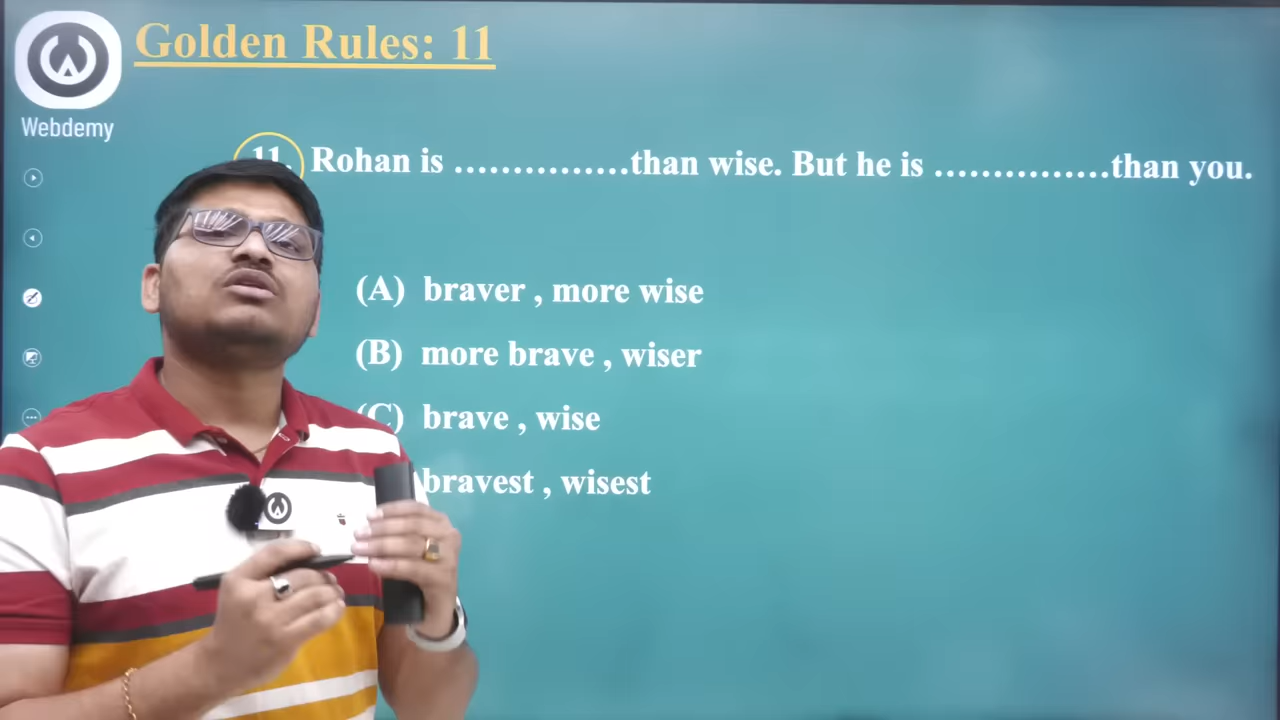 Golden Rules: 11
Webdemy
11. Rohan is ...............than wise. But he is ...............than you.
(A) braver , more wise
(B) more brave , wiser
(C) brave , wise
bravest , wisest